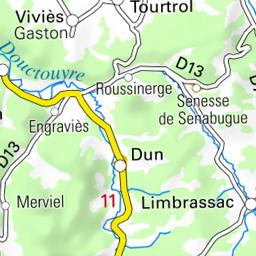 Tourtrol
Viviès
Gaston
Douctouyre
D13
Roussinerge
Senesse
de Senabugue
Engraviès
D13
Dun
Merviel
11
Limbrassac